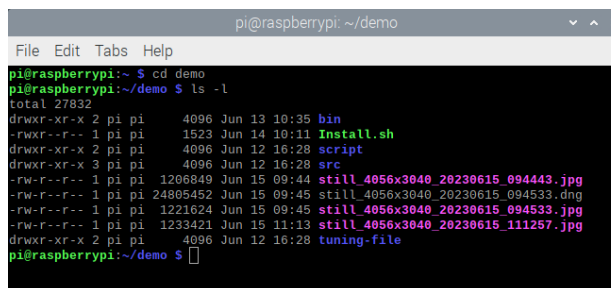 pi@raspberrypi: ~/demo
File Edit Tabs Help
pi@raspberrypi:~ $ cd demo
pi@raspberrypi:~/demo $ ls -l
total 27832
drwxr-xr-x 2 pi pi     4096 Jun 13 10:35 bin
-rwxr--r-- 1 pi pi     1523 Jun 14 10:11 Install.sh
drwxr-xr-x 2 pi pi     4096 Jun 12 16:28 script
drwxr-xr-x 3 pi pi     4096 Jun 12 16:28 src
-rw-r--r-- 1 pi pi  1206849 Jun 15 09:44 still_4056x3040_20230615_094443.jpg
-rw-r--r-- 1 pi pi 24805452 Jun 15 09:45 still_4056x3040_20230615_094533.dng
-rw-r--r-- 1 pi pi  1221624 Jun 15 09:45 still_4056x3040_20230615_094533.jpg
-rw-r--r-- 1 pi pi  1233421 Jun 15 11:13 still_4056x3040_20230615_111257.jpg
drwxr-xr-x 2 pi pi     4096 Jun 12 16:28 tuning-file
pi@raspberrypi:~/demo $